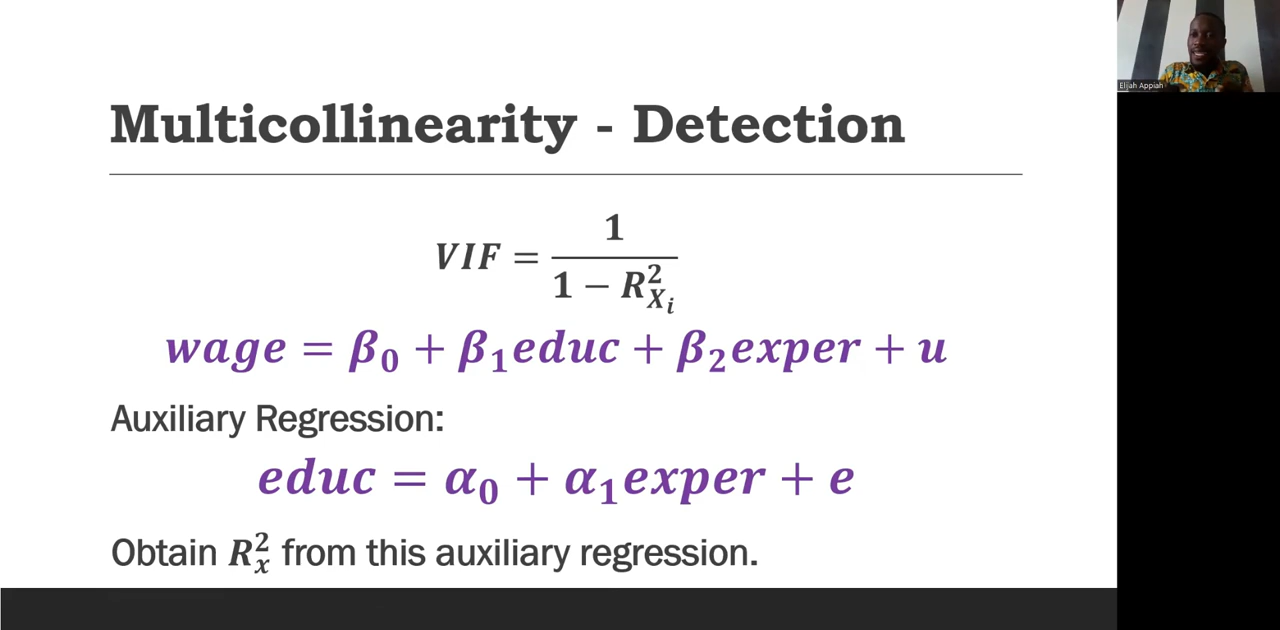 Multicollinearity - Detection
VIF = 1 / (1 − R²_{X_i})
wage = β₀ + β₁educ + β₂exper + u
Auxiliary Regression:
educ = α₀ + α₁exper + e
Obtain R²ₓ from this auxiliary regression.
Elijah Appiah